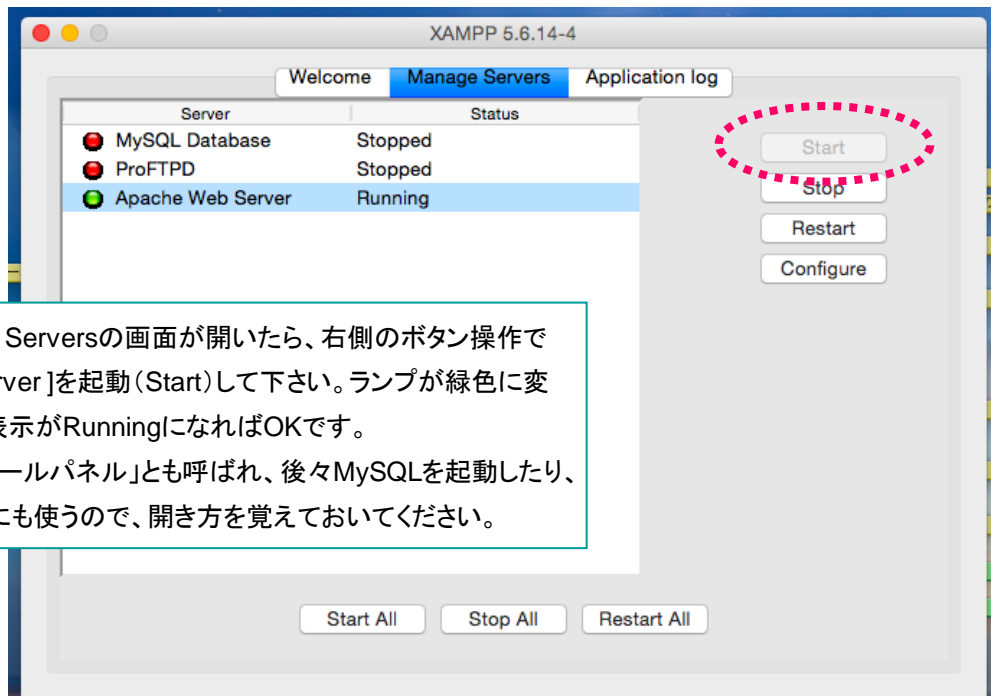 XAMPP 5.6.14-4
Welcome Manage Servers Application log
Server Status
MySQL Database Stopped
ProFTPD Stopped
Apache Web Server Running
Start
Stop
Restart
Configure
Serversの画面が開いたら、右側のボタン操作で
rver ]を起動（Start）して下さい。ランプが緑色に変
表示がRunningになればOKです。
ールパネル」とも呼ばれ、後々MySQLを起動したり、
にも使うので、開き方を覚えておいてください。
Start All Stop All Restart All